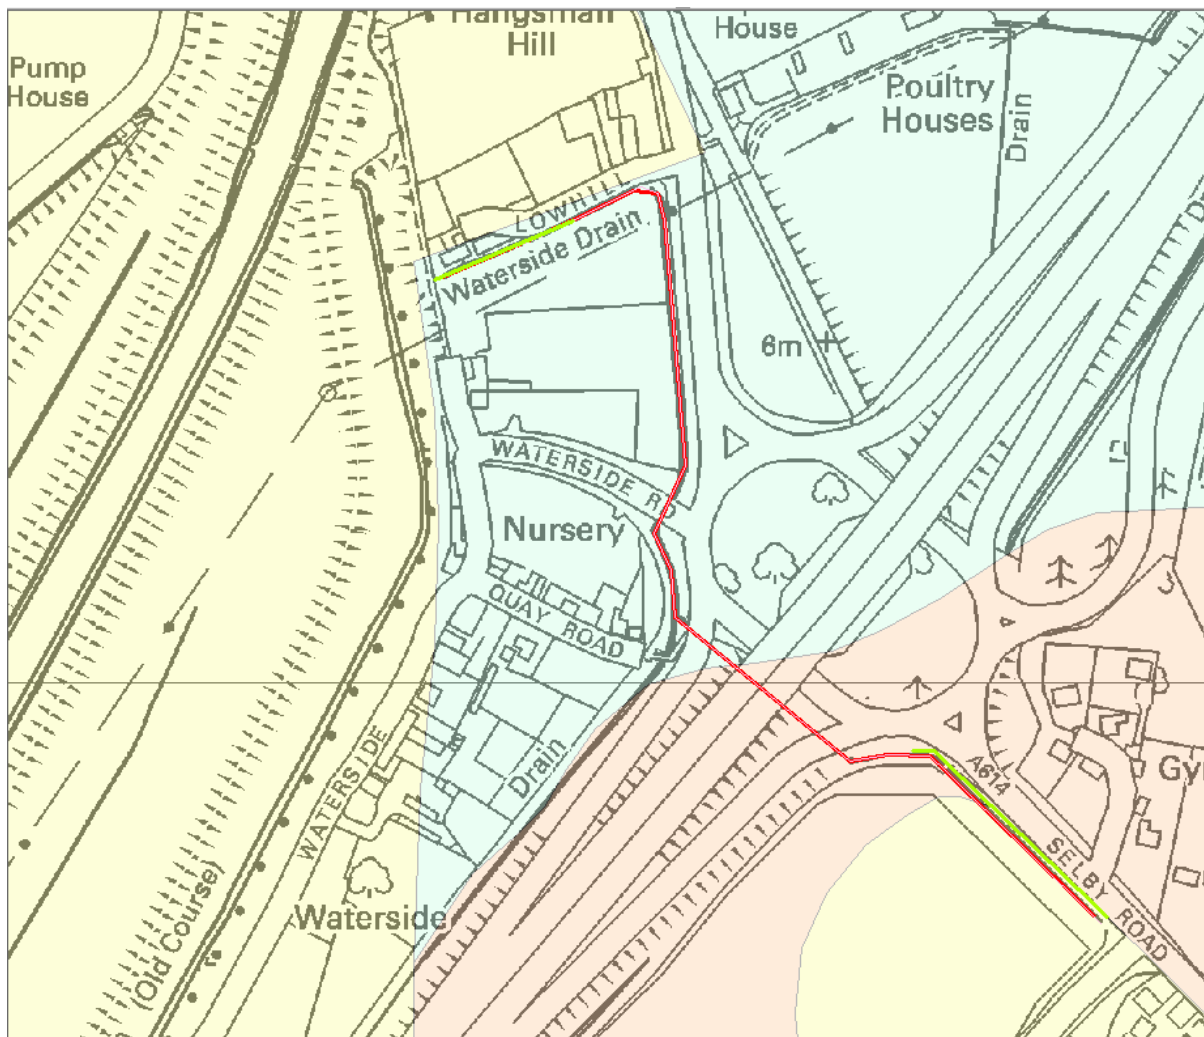 Hangsman
Hill
House
Pump
House
Poultry
Houses
Drain
LOWHILL
Waterside Drain
6m
WATERSIDE RD
Nursery
QUAY ROAD
WATERSIDE
Drain
A614
Gy
SELBY
ROAD
Waterside
(Old Course)